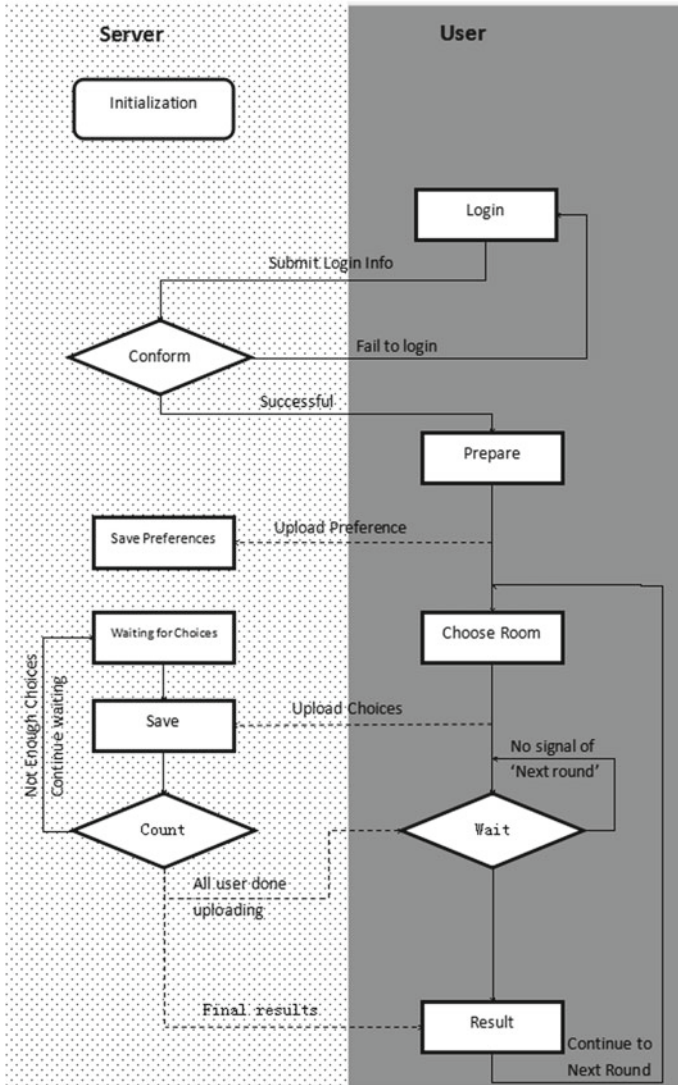 Server
User
Initialization
Login
Submit Login Info
Conform
Fail to login
Successful
Prepare
Upload Preference
Save Preferences
Waiting for Choices
Choose Room
Not Enough Choices
Continue waiting
Save
Upload Choices
No signal of
‘Next round’
Count
Wait
All user done
uploading
Final results
Result
Continue to
Next Round